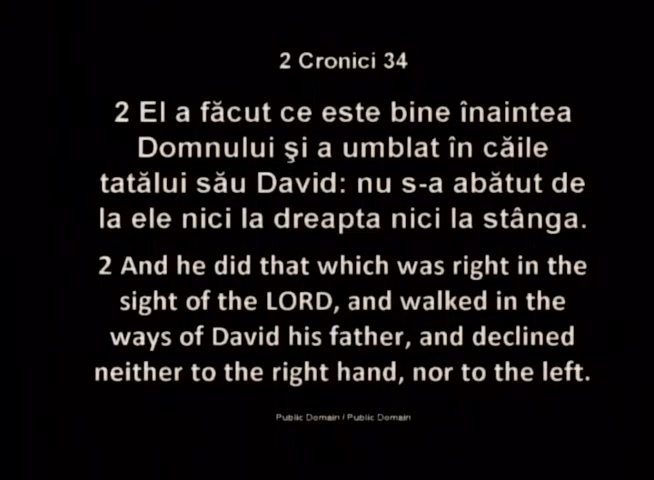 2 Cronici 34
2 El a făcut ce este bine înaintea
Domnului şi a umblat în căile
tatălui său David: nu s-a abătut de
la ele nici la dreapta nici la stânga.
2 And he did that which was right in the
sight of the LORD, and walked in the
ways of David his father, and declined
neither to the right hand, nor to the left.
Public Domain / Public Domain